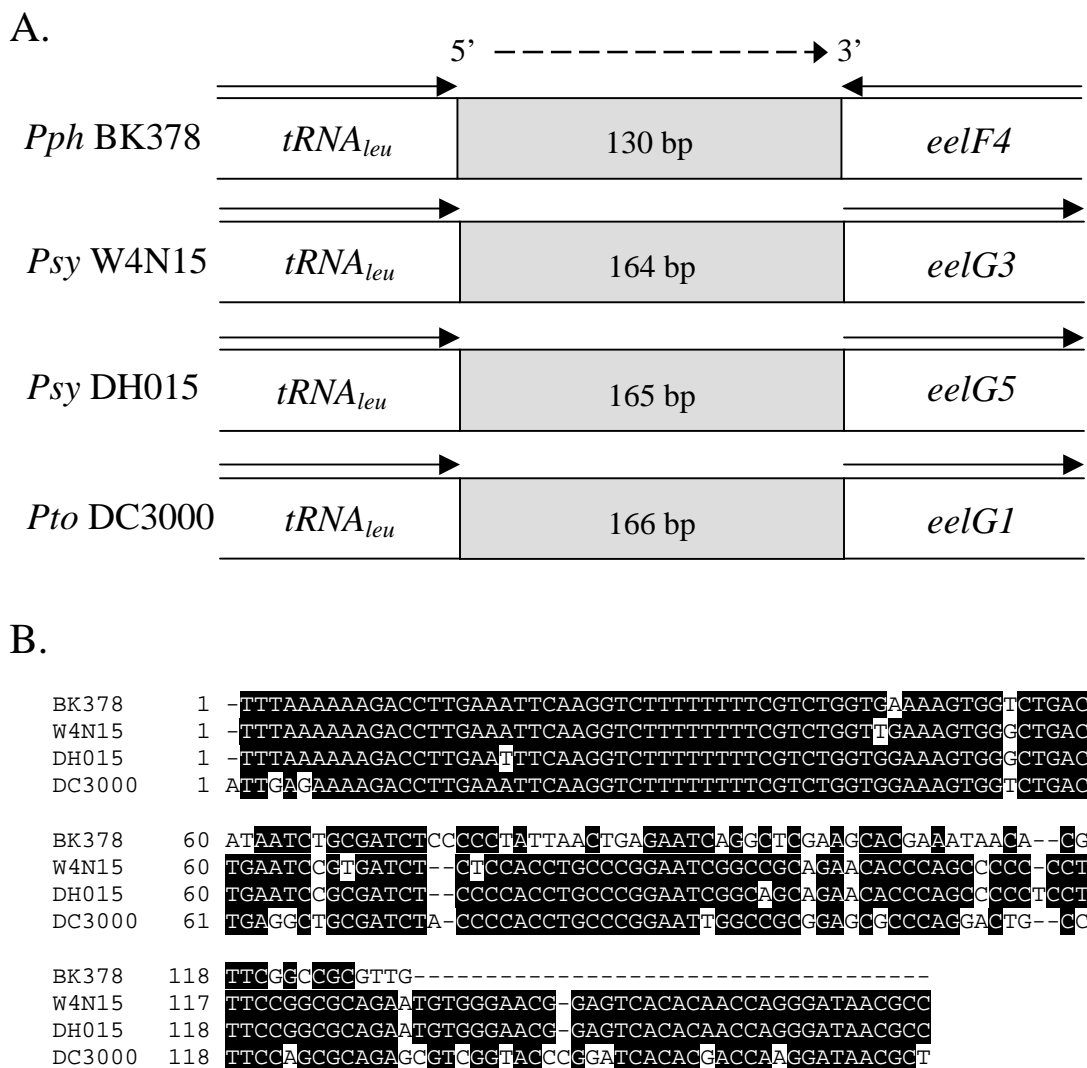 A.
5’ 3’
Pph BK378 tRNAleu 130 bp eelF4
Psy W4N15 tRNAleu 164 bp eelG3
Psy DH015 tRNAleu 165 bp eelG5
Pto DC3000 tRNAleu 166 bp eelG1
B.
BK378 1 -TTTAAAAAAGACCTTGAAATTCAAGGTCTTTTTTTTTCGTCTGGTGAAAAGTGGTCTGAC
W4N15 1 -TTTAAAAAAGACCTTGAAATTCAAGGTCTTTTTTTTTCGTCTGGTTGAAAGTGGGCTGAC
DH015 1 -TTTAAAAAAGACCTTGAATTTCAAGGTCTTTTTTTTTCGTCTGGTGGAAAGTGGGCTGAC
DC3000 1 ATTGAGAAAAGACCTTGAAATTCAAGGTCTTTTTTTTTCGTCTGGTGGAAAGTGGTCTGAC
BK378 60 ATAATCTGCGATCTCCCCCTATTAACTGAGAATCAGGCTCGAAGCACGAAATAACA--CG
W4N15 60 TGAATCCGTGATCT--CTCCACCTGCCCGGAATCGGCCGCAGAACACCCAGCCCCC-CCT
DH015 60 TGAATCCGCGATCT--CCCCACCTGCCCGGAATCGGCAGCAGAACACCCAGCCCCCTCCT
DC3000 61 TGAGGCTGCGATCTA-CCCCACCTGCCCGGAATTGGCCGCGGAGCGCCCAGGACTG--CC
BK378 118 TTCGGCCGCGTTG-----------------------------------
W4N15 117 TTCCGGCGCAGAATGTGGGAACG-GAGTCACACAACCAGGGATAACGCC
DH015 118 TTCCGGCGCAGAATGTGGGAACG-GAGTCACACAACCAGGGATAACGCC
DC3000 118 TTCCAGCGCAGAGCGTCGGTACCCGGATCACACGACCAAGGATAACGCT